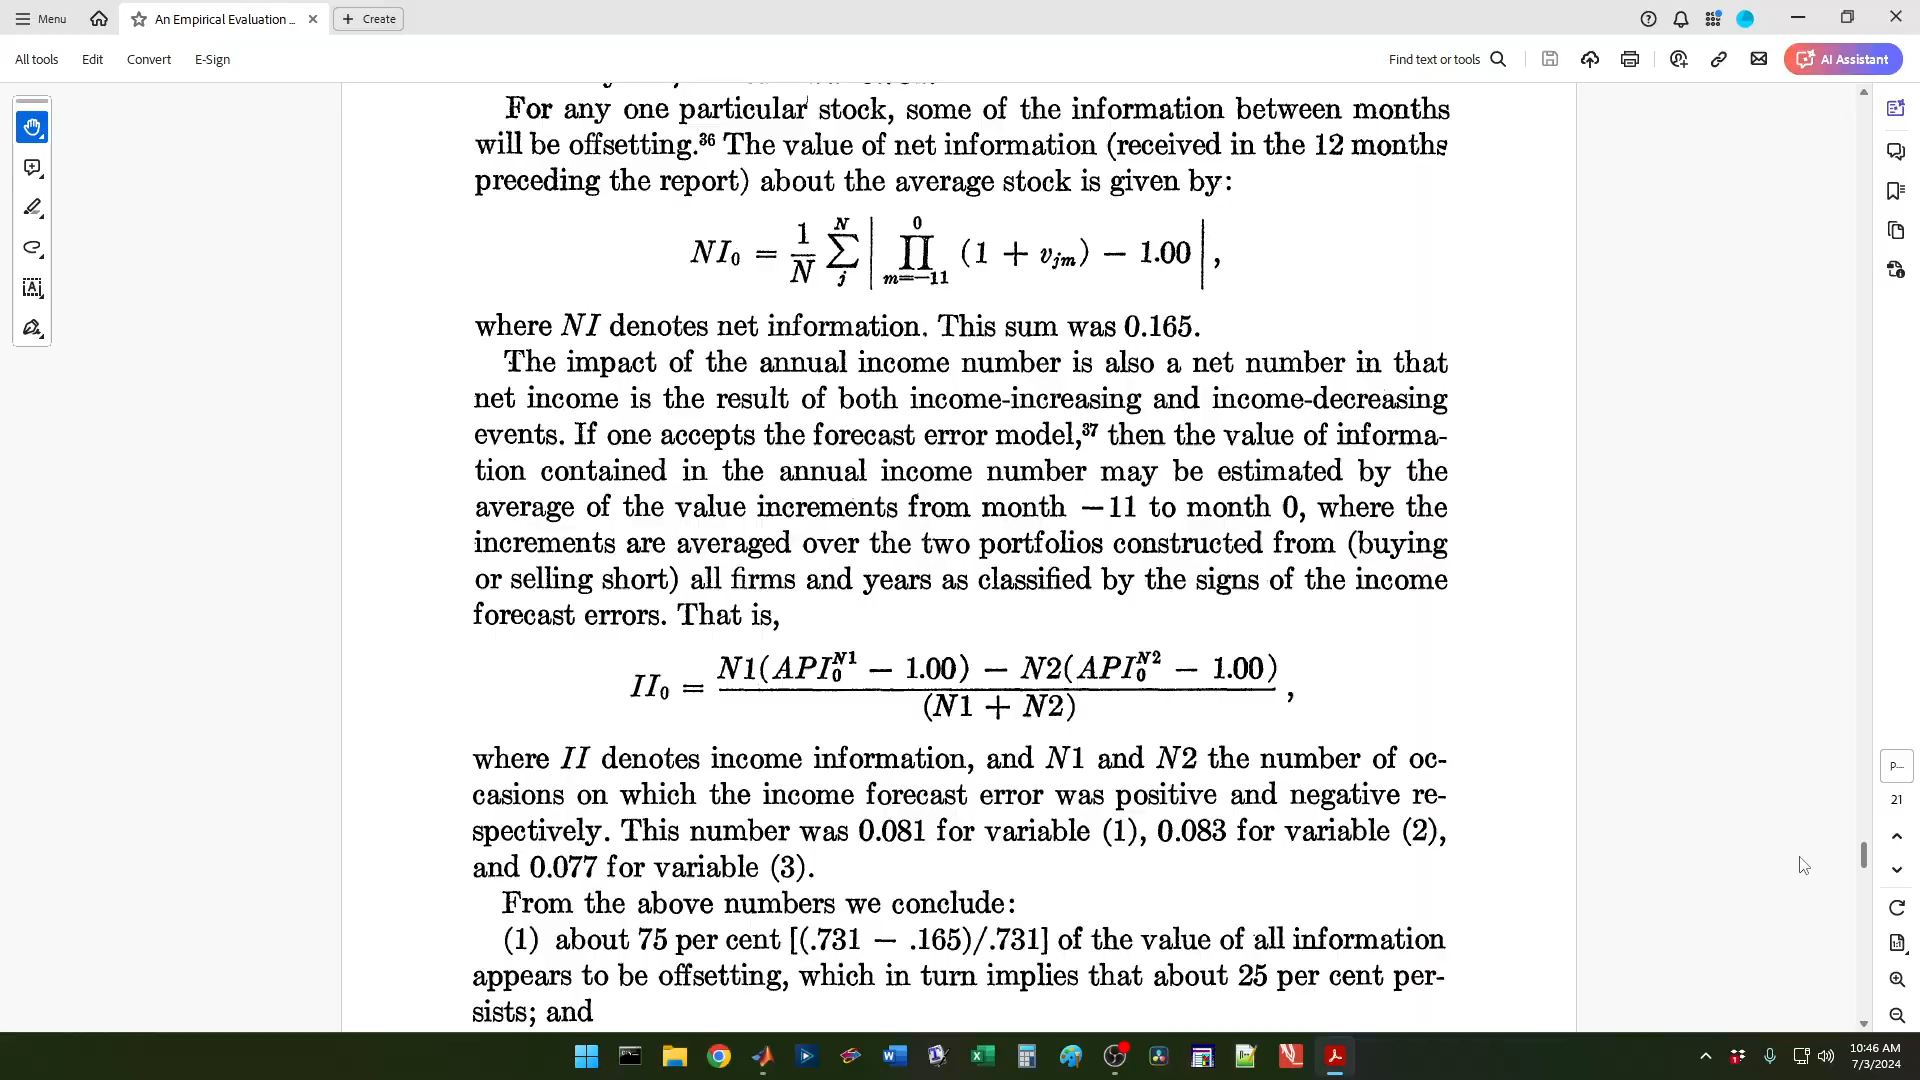 Menu
An Empirical Evaluation ...
Create
All tools
Edit
Convert
E-Sign
Find text or tools
AI Assistant
For any one particular stock, some of the information between months
will be offsetting.³⁶ The value of net information (received in the 12 months
preceding the report) about the average stock is given by:
NI₀ = 1/N ∑_j^N | ∏_{m=−11}^0 (1 + v_{jm}) − 1.00 | ,
where NI denotes net information. This sum was 0.165.
The impact of the annual income number is also a net number in that
net income is the result of both income-increasing and income-decreasing
events. If one accepts the forecast error model,³⁷ then the value of informa-
tion contained in the annual income number may be estimated by the
average of the value increments from month −11 to month 0, where the
increments are averaged over the two portfolios constructed from (buying
or selling short) all firms and years as classified by the signs of the income
forecast errors. That is,
II₀ = N1(API₀^{N1} − 1.00) − N2(API₀^{N2} − 1.00) / (N1 + N2) ,
where II denotes income information, and N1 and N2 the number of oc-
casions on which the income forecast error was positive and negative re-
spectively. This number was 0.081 for variable (1), 0.083 for variable (2),
and 0.077 for variable (3).
From the above numbers we conclude:
(1) about 75 per cent [(.731 − .165)/.731] of the value of all information
appears to be offsetting, which in turn implies that about 25 per cent per-
sists; and
P...
21
10:46 AM
7/3/2024